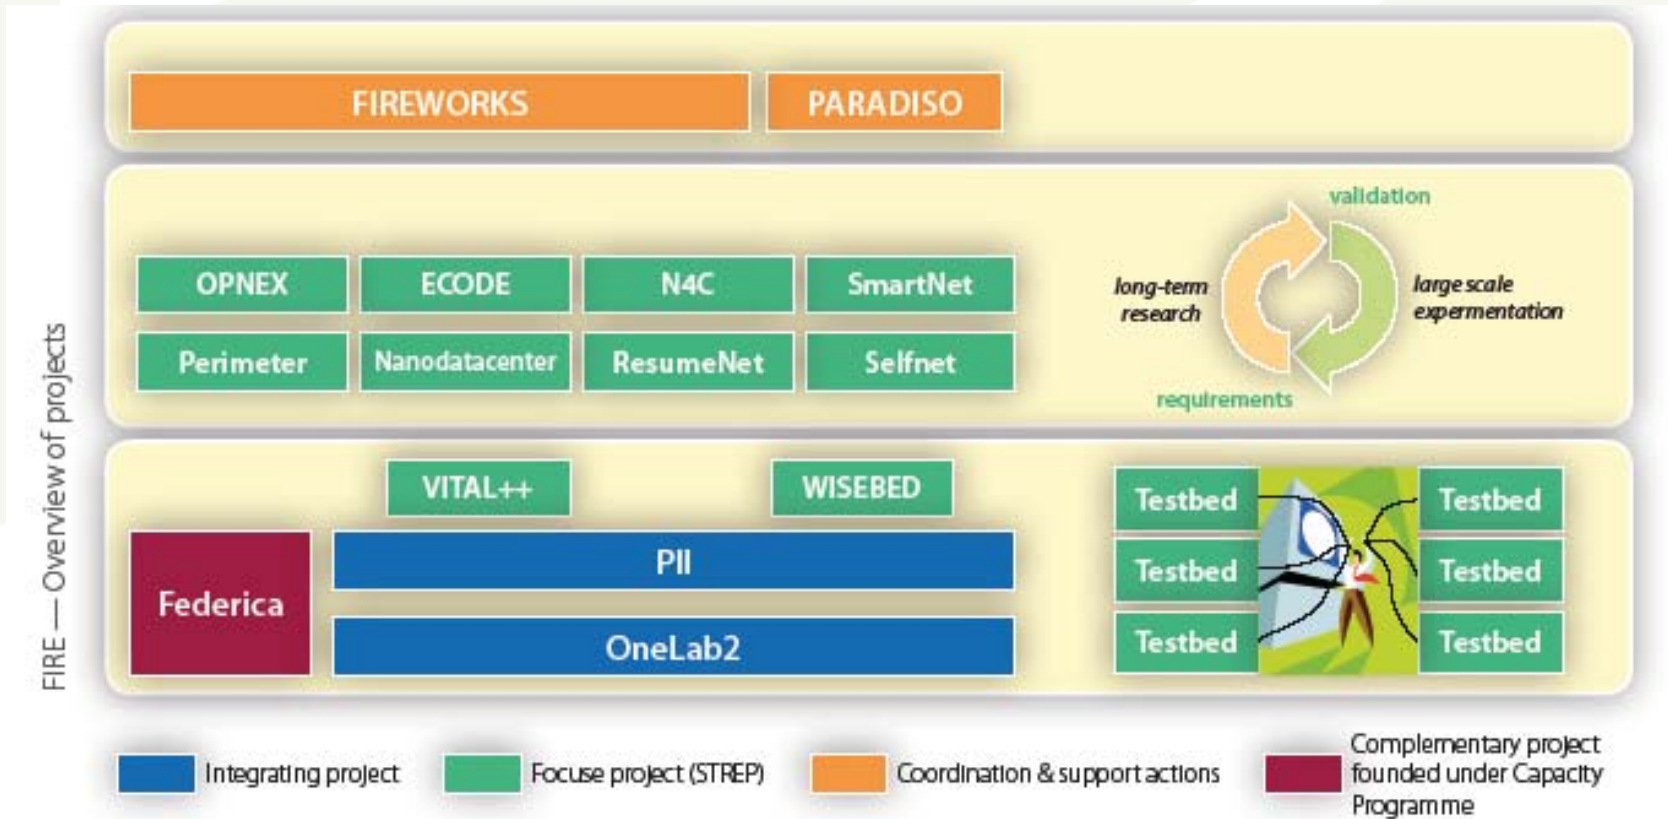 FIREWORKS
PARADISO
OPNEX
ECODE
N4C
SmartNet
Perimeter
Nanodatacenter
ResumeNet
Selfnet
validation
long-term
research
large scale
expermentation
requirements
VITAL++
WISEBED
Federica
PII
OneLab2
Testbed
Testbed
Testbed
Testbed
Testbed
Testbed
FIRE — Overview of projects
Integrating project
Focuse project (STREP)
Coordination & support actions
Complementary project
founded under Capacity
Programme